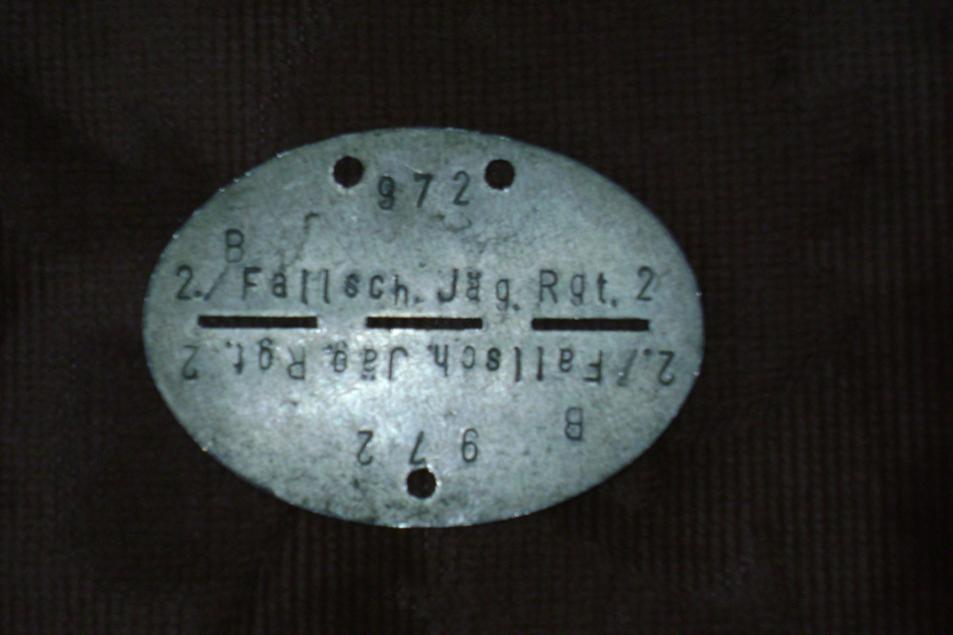 972
B
2./Fallsch. Jäg. Rgt. 2
2./Fallsch. Jäg. Rgt. 2
B
972